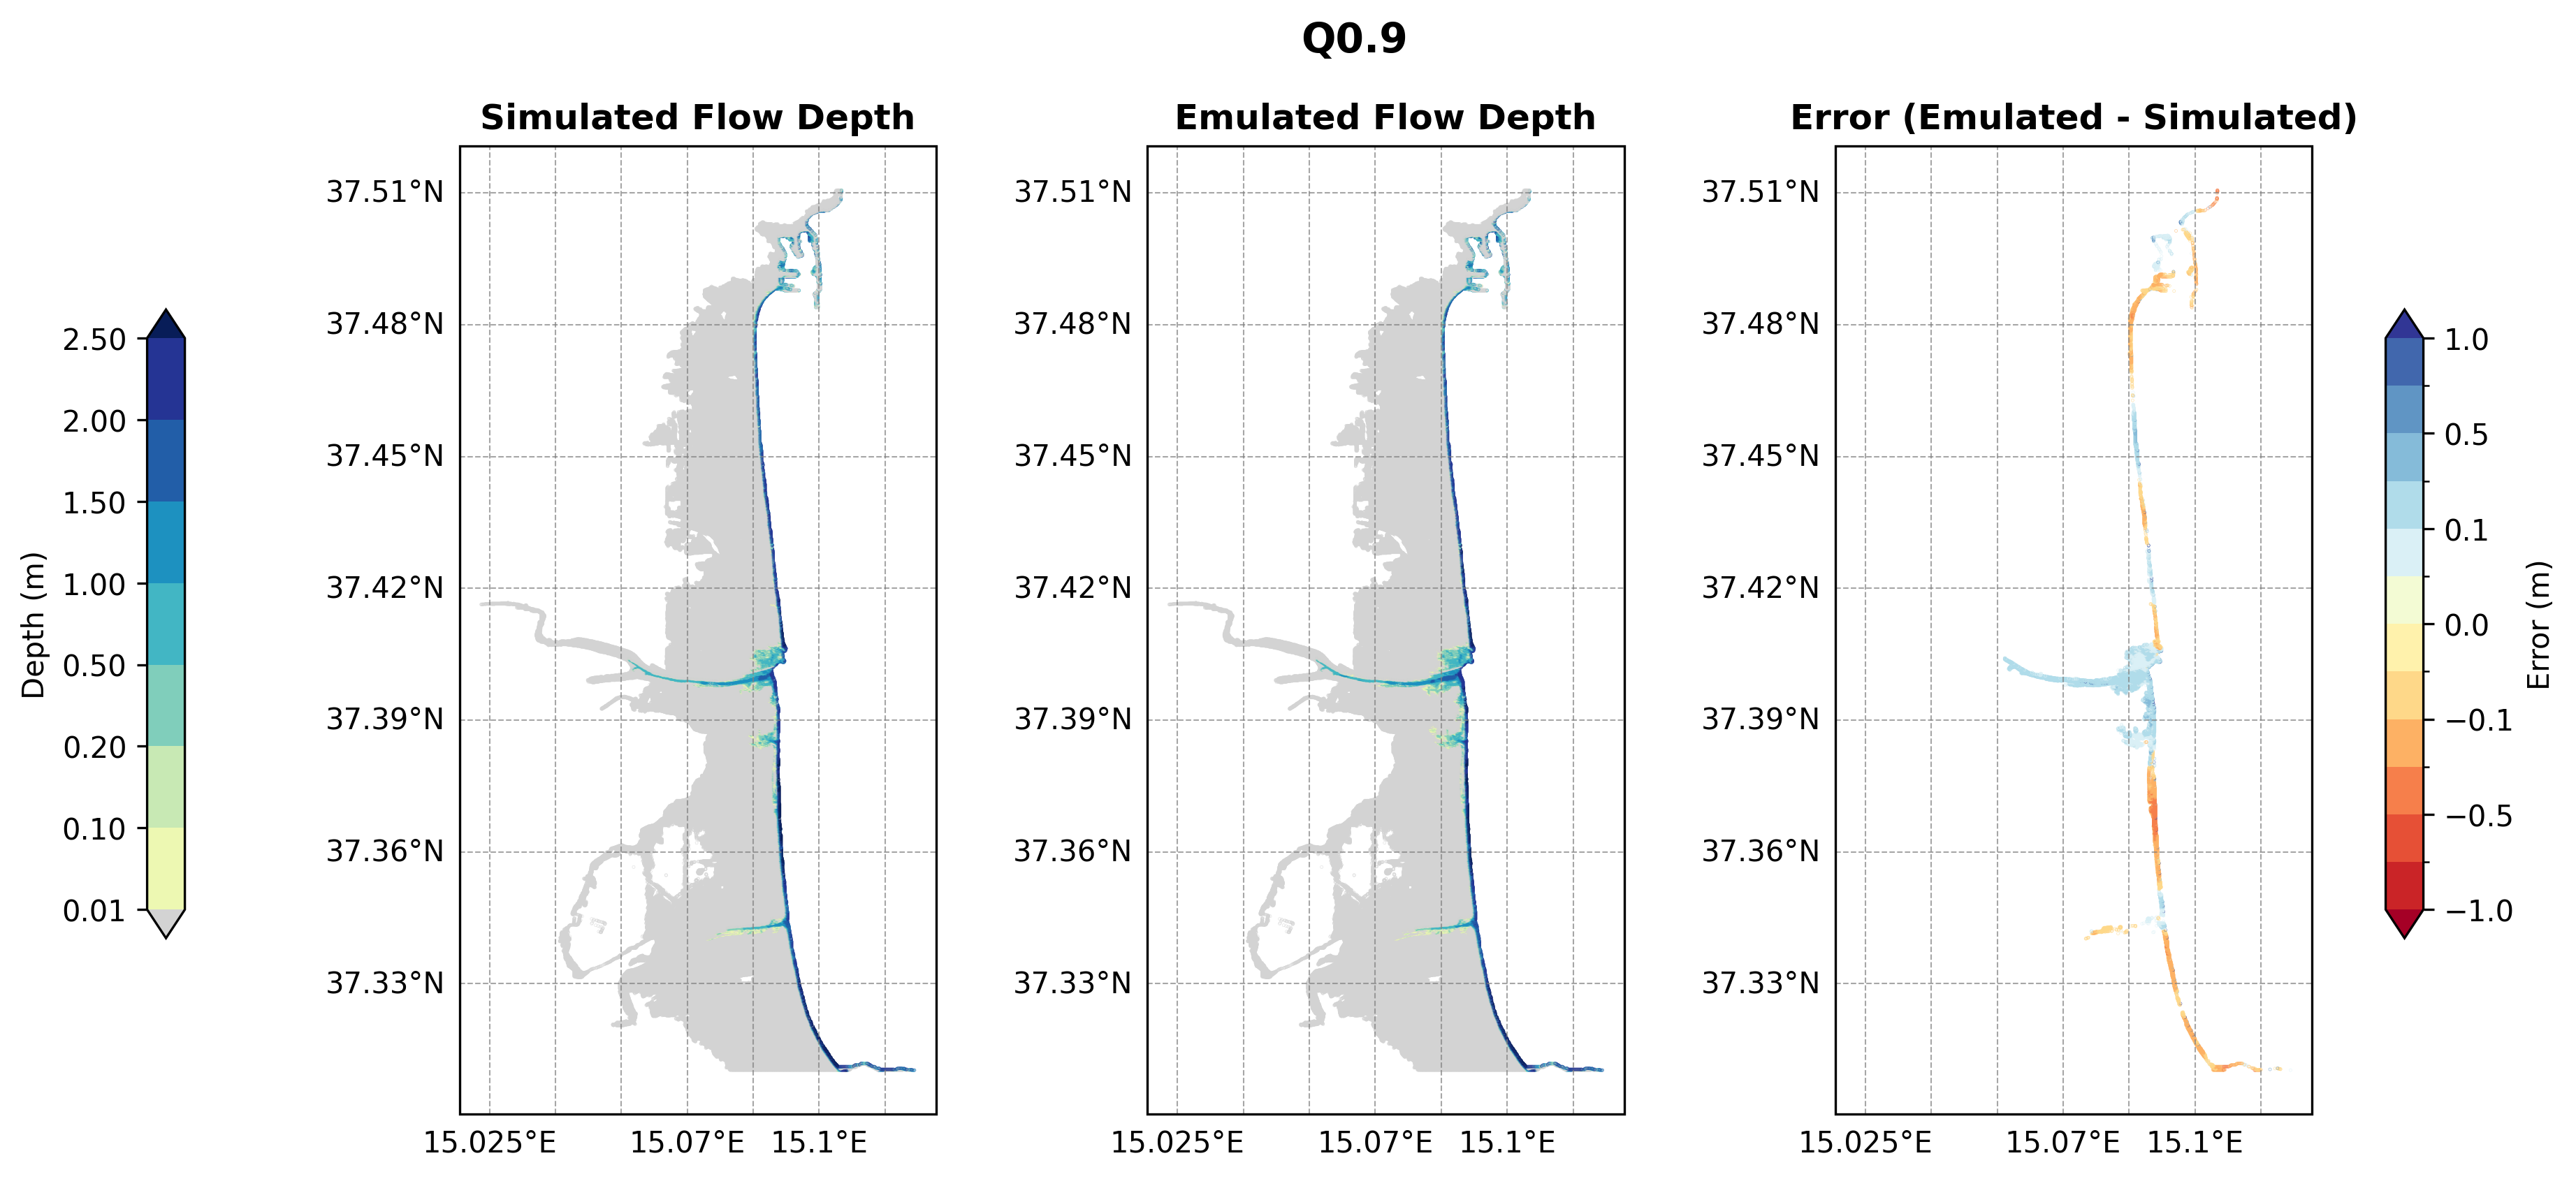 Q0.9
Simulated Flow Depth
Emulated Flow Depth
Error (Emulated - Simulated)
Depth (m)
2.50
2.00
1.50
1.00
0.50
0.20
0.10
0.01
37.51°N
37.48°N
37.45°N
37.42°N
37.39°N
37.36°N
37.33°N
15.025°E
15.07°E
15.1°E
37.51°N
37.48°N
37.45°N
37.42°N
37.39°N
37.36°N
37.33°N
15.025°E
15.07°E
15.1°E
37.51°N
37.48°N
37.45°N
37.42°N
37.39°N
37.36°N
37.33°N
15.025°E
15.07°E
15.1°E
1.0
0.5
0.1
0.0
−0.1
−0.5
−1.0
Error (m)